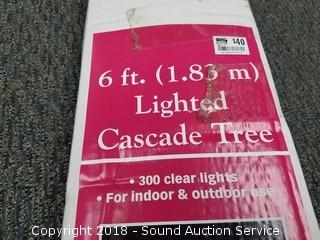 BIG $40
6 ft. (1.83 m)
Lighted
Cascade Tree
• 300 clear lights
• For indoor & outdoor use
Copyright 2018 - Sound Auction Service